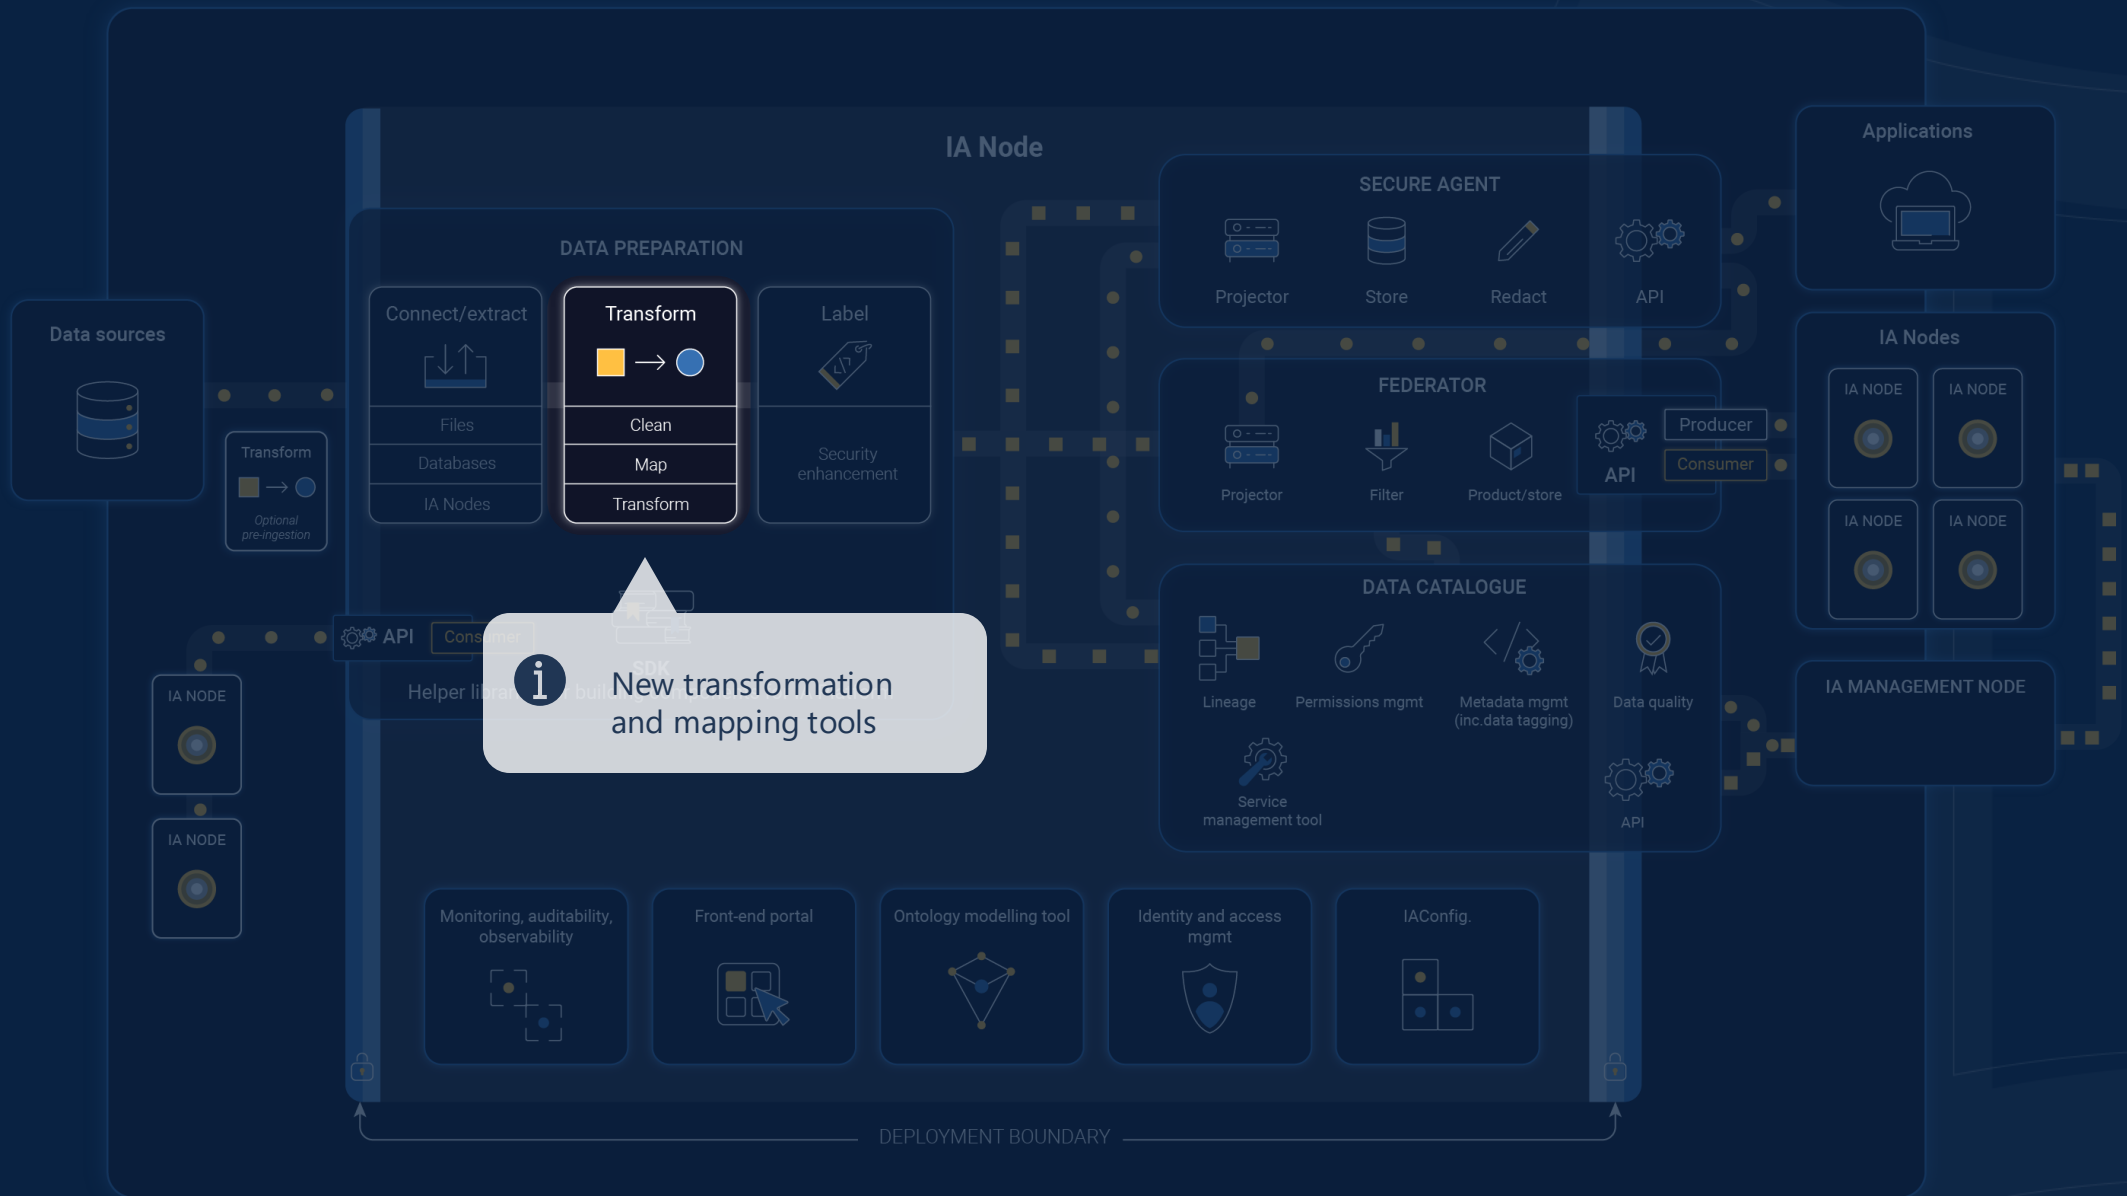 IA Node
Applications
SECURE AGENT
Projector
Store
Redact
API
DATA PREPARATION
Connect/extract
Files
Databases
IA Nodes
Transform
Clean
Map
Transform
Label
Security
enhancement
Data sources
Transform
Optional
pre-ingestion
IA Nodes
IA NODE
IA NODE
IA NODE
IA NODE
FEDERATOR
Projector
Filter
Product/store
API
Producer
Consumer
API
Consumer
SDK
New transformation
and mapping tools
DATA CATALOGUE
Lineage
Permissions mgmt
Metadata mgmt
(inc.data tagging)
Data quality
Service
management tool
API
IA MANAGEMENT NODE
IA NODE
IA NODE
Monitoring, auditability,
observability
Front-end portal
Ontology modelling tool
Identity and access
mgmt
IAConfig.
DEPLOYMENT BOUNDARY